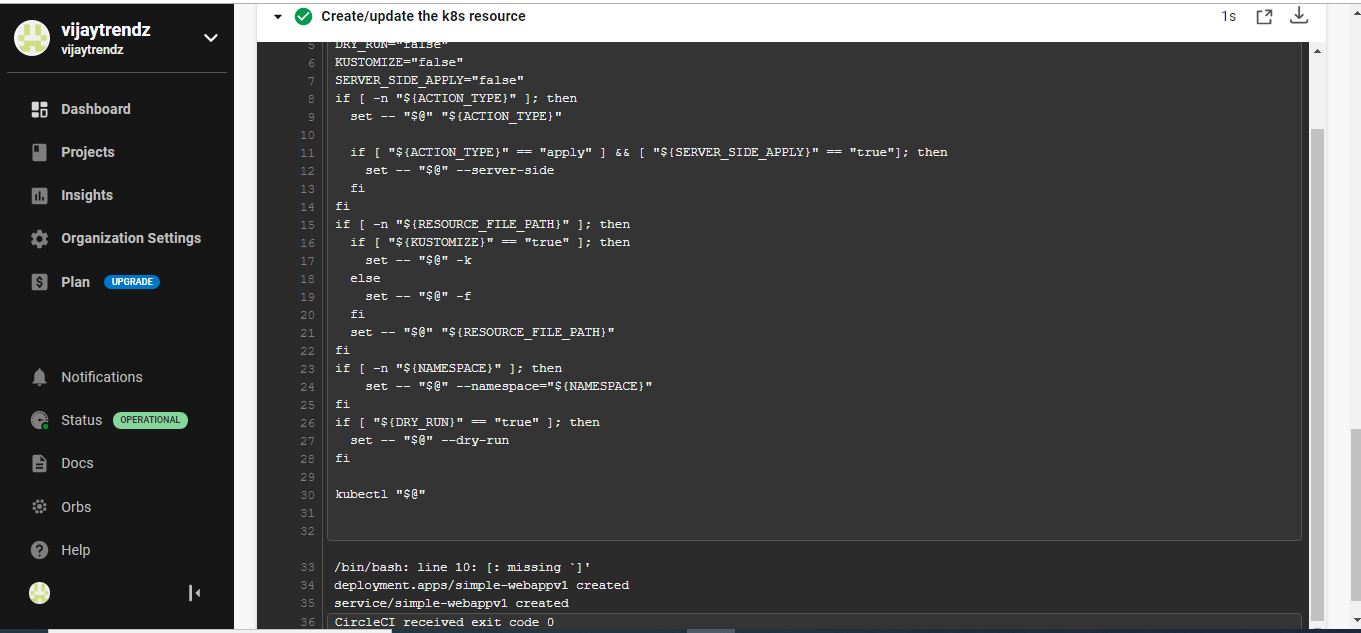 vijaytrendz
vijaytrendz
Dashboard
Projects
Insights
Organization Settings
Plan UPGRADE
Notifications
Status OPERATIONAL
Docs
Orbs
Help
Create/update the k8s resource 1s
5 DRY_RUN="false"
6 KUSTOMIZE="false"
7 SERVER_SIDE_APPLY="false"
8 if [ -n "${ACTION_TYPE}" ]; then
9 set -- "$@" "${ACTION_TYPE}"
10
11 if [ "${ACTION_TYPE}" == "apply" ] && [ "${SERVER_SIDE_APPLY}" == "true"]; then
12 set -- "$@" --server-side
13 fi
14 fi
15 if [ -n "${RESOURCE_FILE_PATH}" ]; then
16 if [ "${KUSTOMIZE}" == "true" ]; then
17 set -- "$@" -k
18 else
19 set -- "$@" -f
20 fi
21 set -- "$@" "${RESOURCE_FILE_PATH}"
22 fi
23 if [ -n "${NAMESPACE}" ]; then
24 set -- "$@" --namespace="${NAMESPACE}"
25 fi
26 if [ "${DRY_RUN}" == "true" ]; then
27 set -- "$@" --dry-run
28 fi
29
30 kubectl "$@"
31
32
33 /bin/bash: line 10: [: missing `]'
34 deployment.apps/simple-webappv1 created
35 service/simple-webappv1 created
36 CircleCI received exit code 0